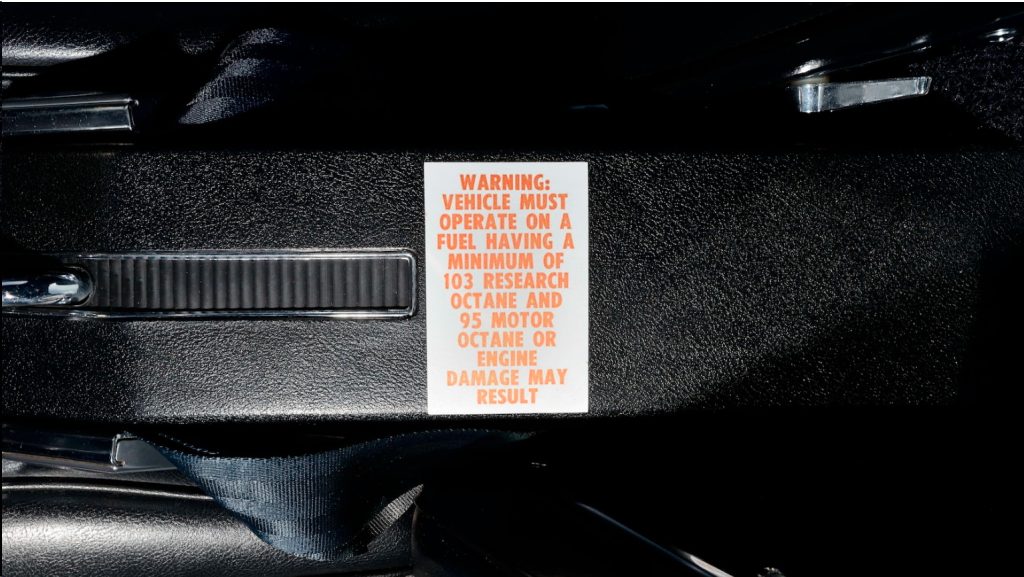 WARNING:
VEHICLE MUST
OPERATE ON A
FUEL HAVING A
MINIMUM OF
103 RESEARCH
OCTANE AND
95 MOTOR
OCTANE OR
ENGINE
DAMAGE MAY
RESULT